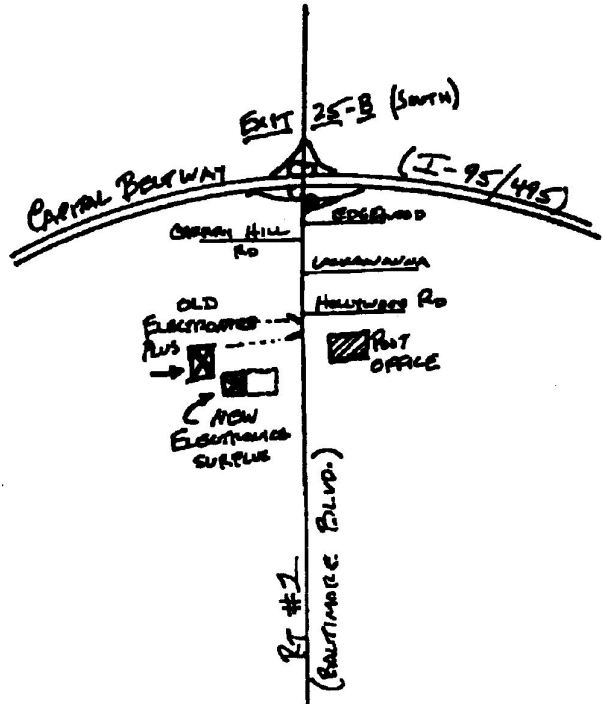 EXIT 25-B (SOUTH)
CAPITAL BELTWAY
(I-95/495)
EDGEWOOD
CHERRY HILL
RD
LACKAWANNA
HOLLYWOOD RD
OLD
PLUS
POST
OFFICE
NEW
ELECTRONICS
SURPLUS
RT #1
(BALTIMORE BLVD.)